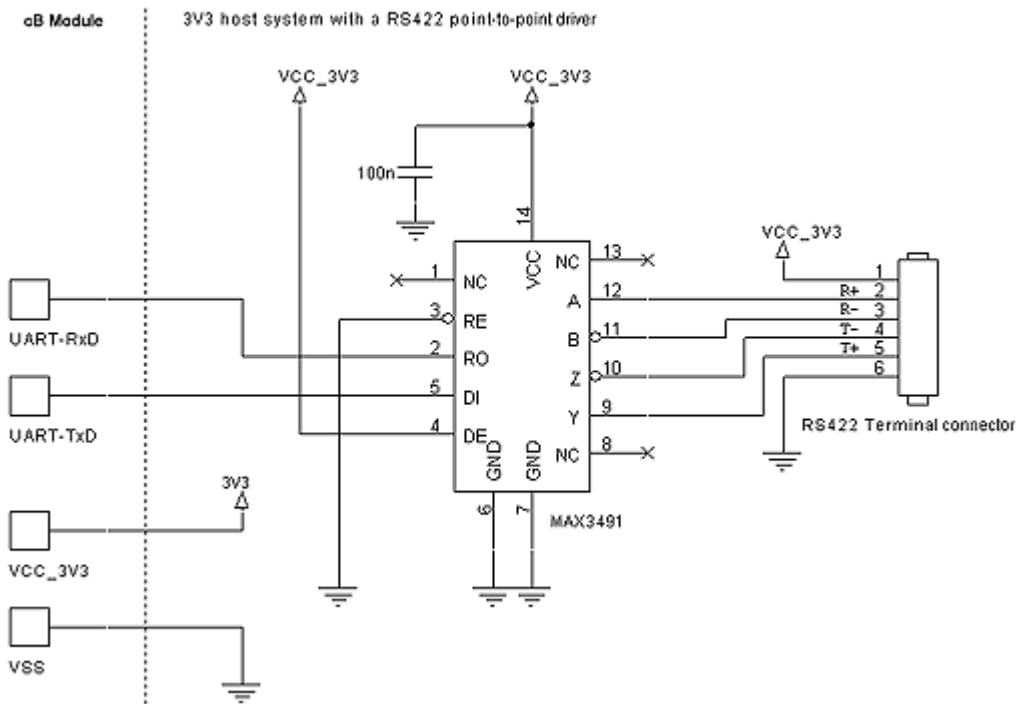 cB Module
3V3 host system with a RS422 point-to-point driver
VCC_3V3
VCC_3V3
100n
14
VCC_3V3
1
NC
VCC
NC
13
1
3
RE
A
12
R+
2
R-
3
UART-RxD
2
RO
B
11
T-
4
T+
5
5
DI
Z
10
6
UART-TxD
4
DE
Y
9
RS422 Terminal connector
GND
GND
NC
8
3V3
6
7
MAX3491
VCC_3V3
VSS